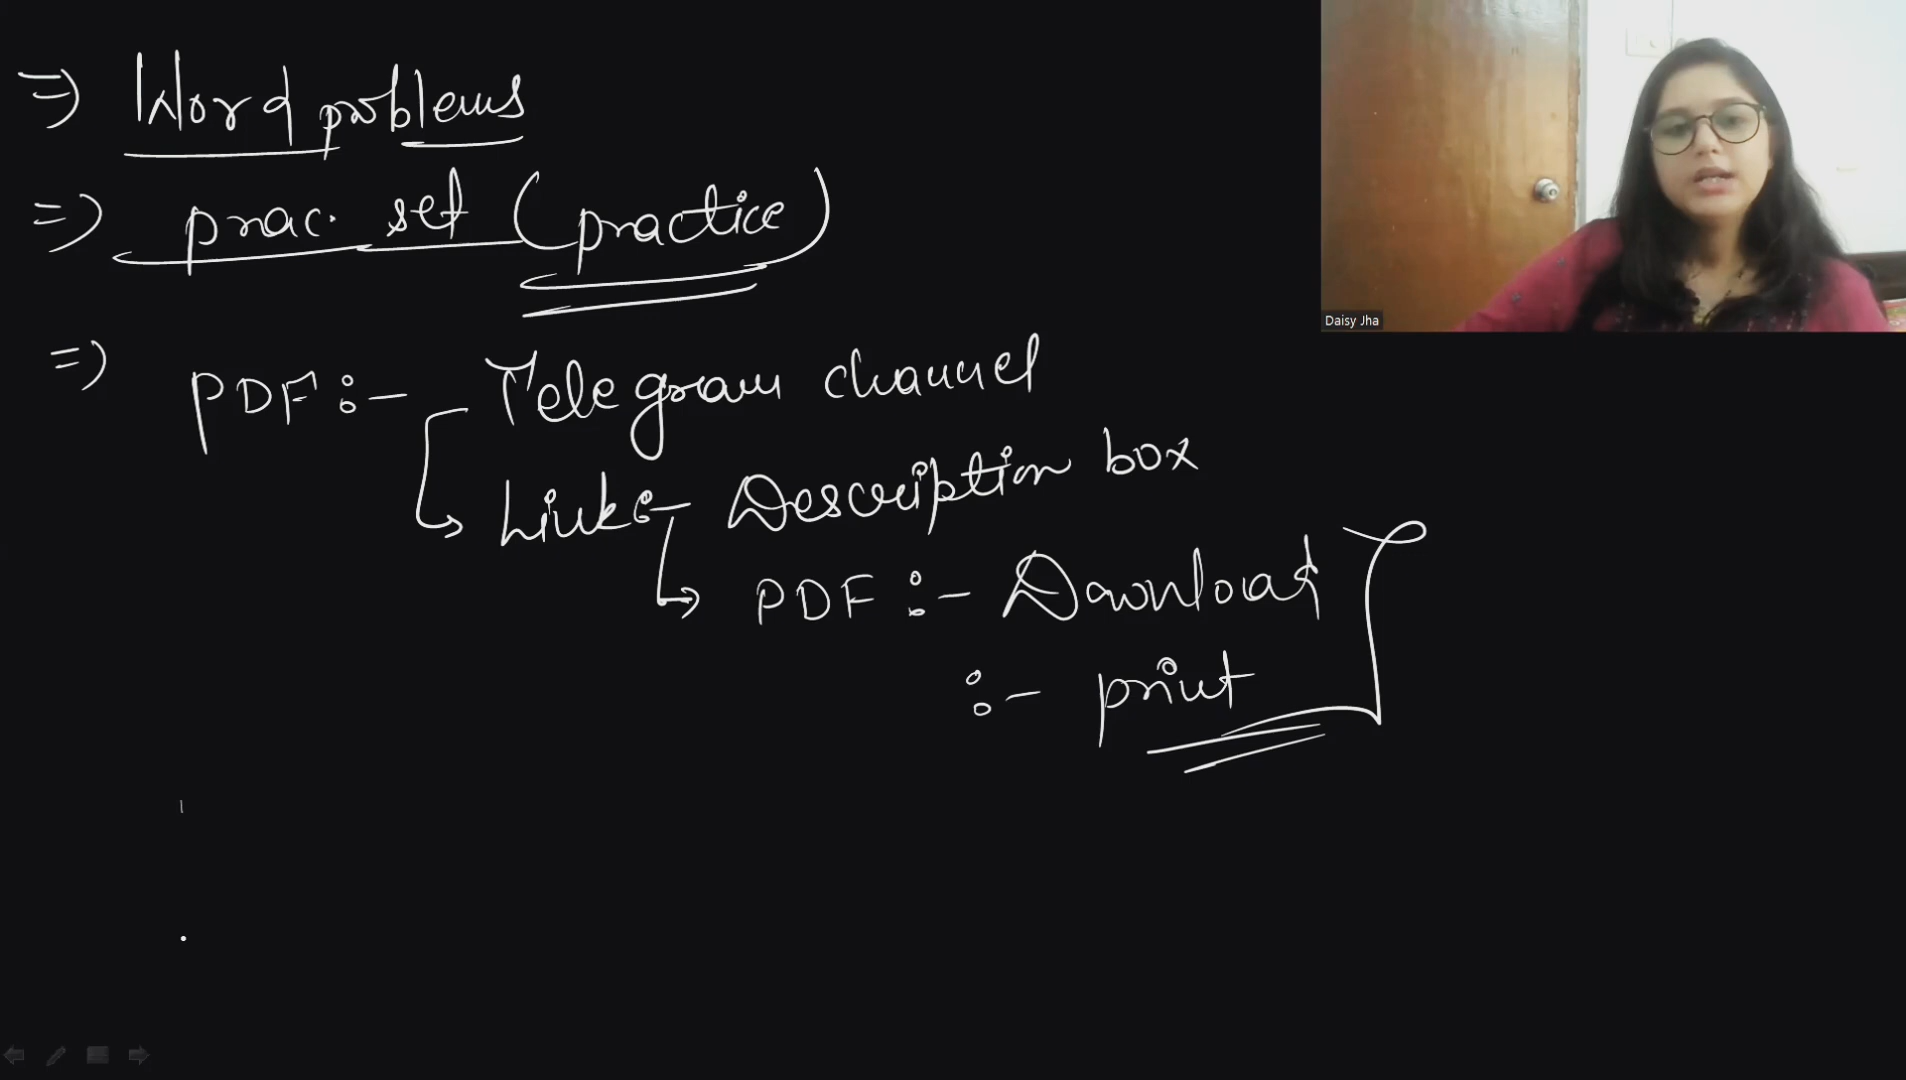 => Word problems
=> prac. set (practice)
=> PDF :- Telegram channel
Link :- Description box
PDF :- Download
:- print
Daisy Jha